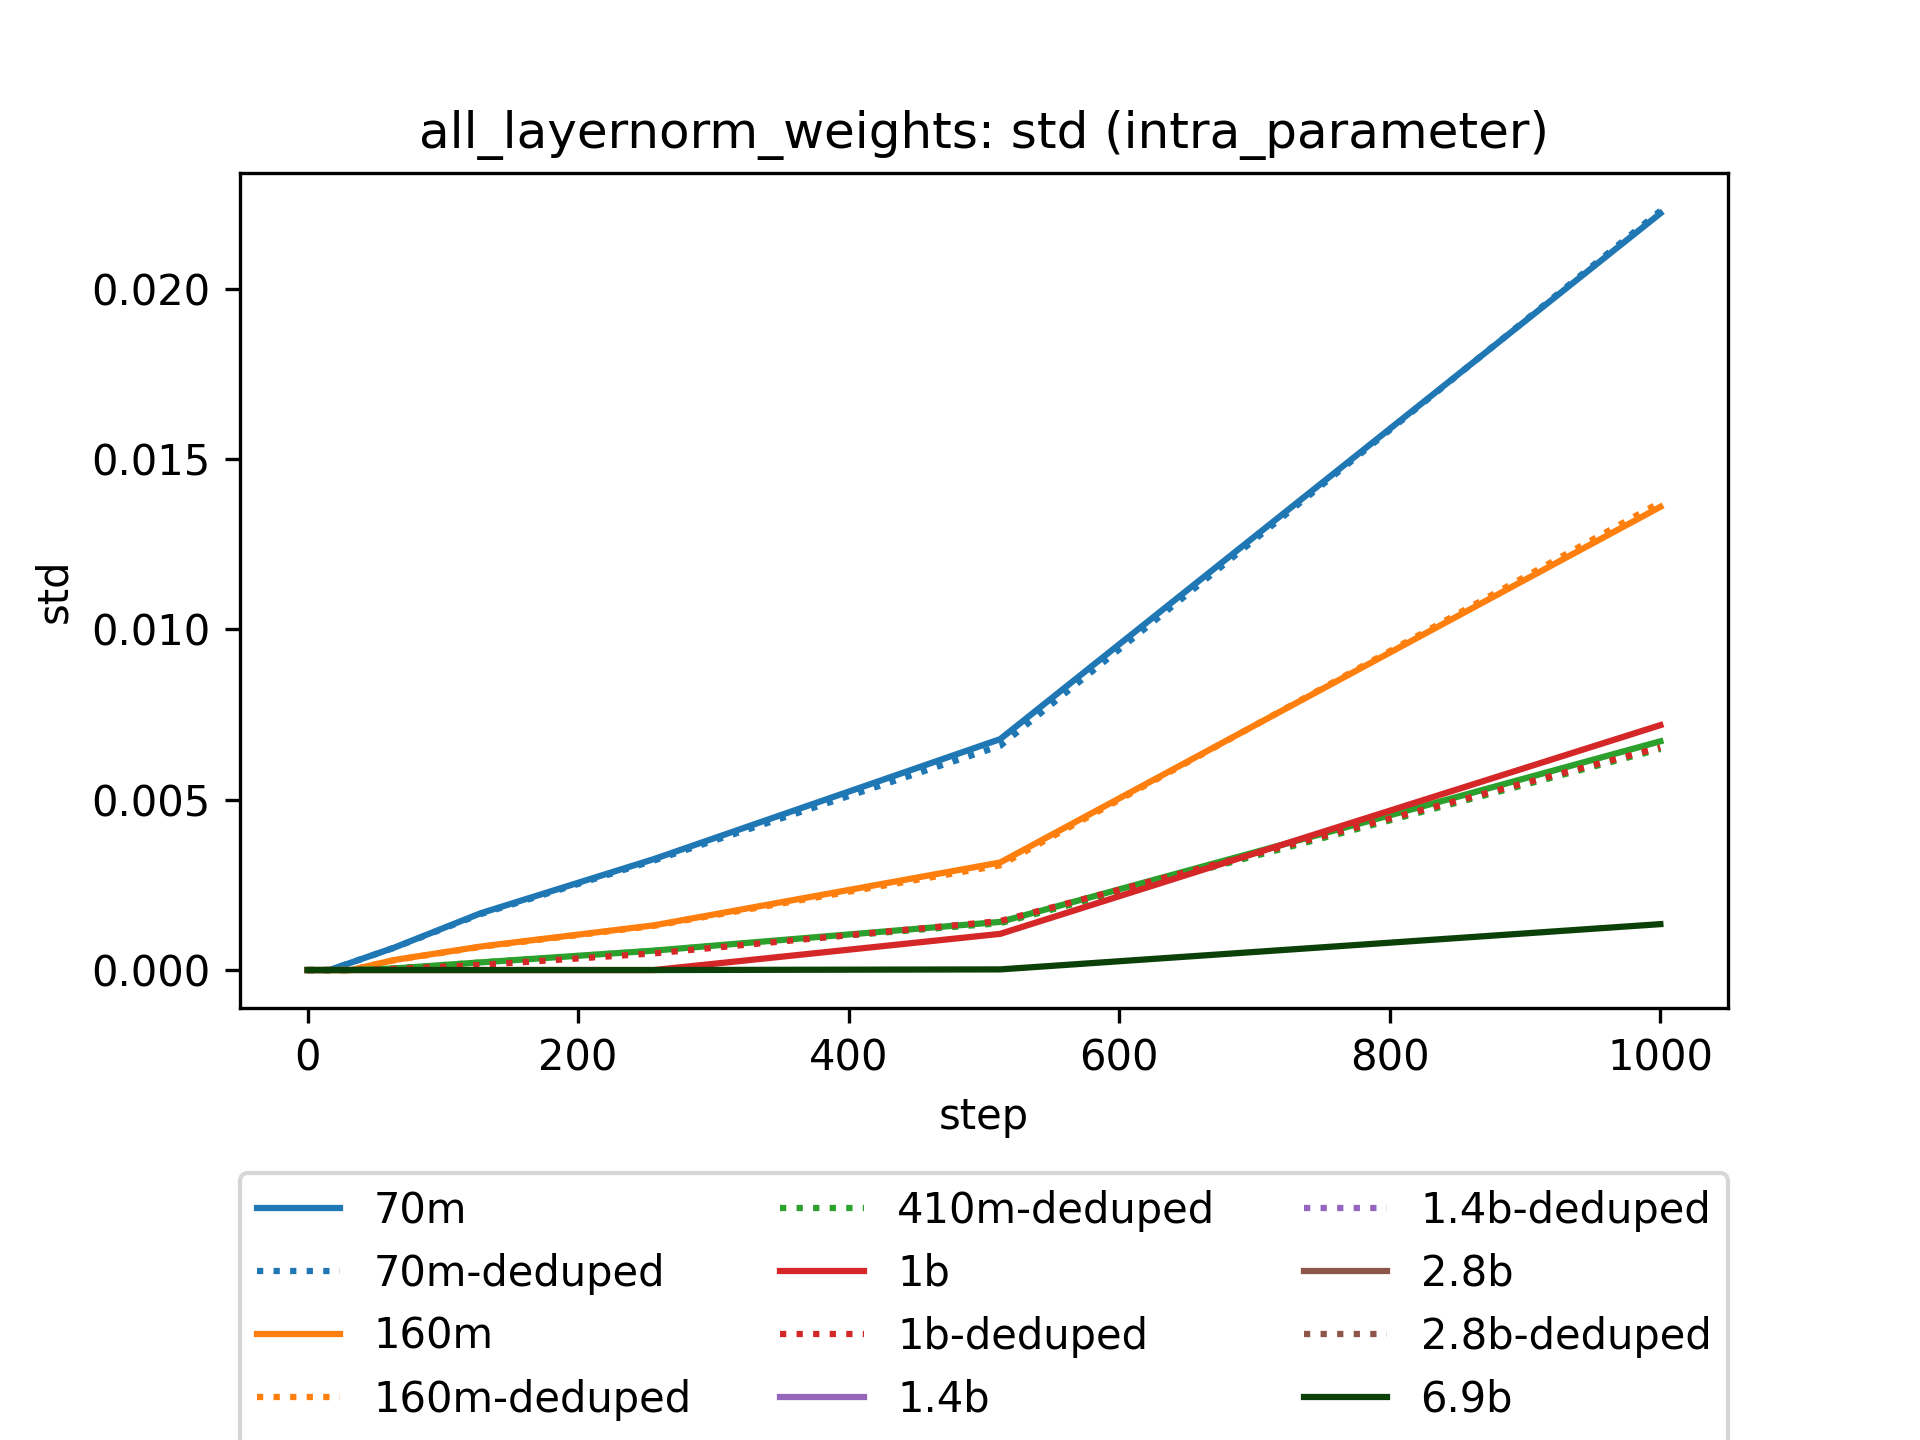 all_layernorm_weights: std (intra_parameter)
std
0.020
0.015
0.010
0.005
0.000
0 200 400 600 800 1000
step
70m 410m-deduped 1.4b-deduped
70m-deduped 1b 2.8b
160m 1b-deduped 2.8b-deduped
160m-deduped 1.4b 6.9b